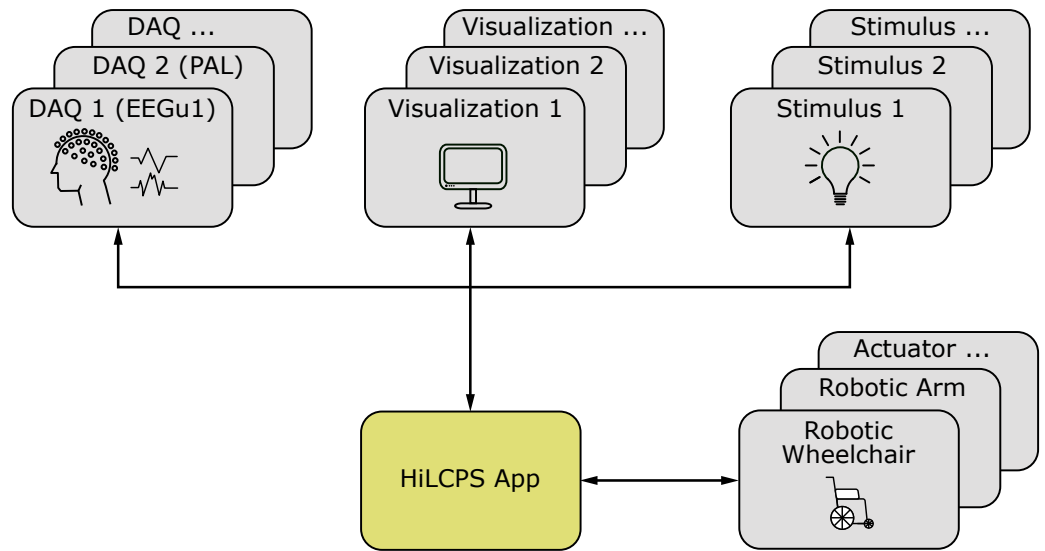 DAQ ...
DAQ 2 (PAL)
DAQ 1 (EEGu1)
Visualization ...
Visualization 2
Visualization 1
Stimulus ...
Stimulus 2
Stimulus 1
HiLCPS App
Actuator ...
Robotic Arm
Robotic
Wheelchair